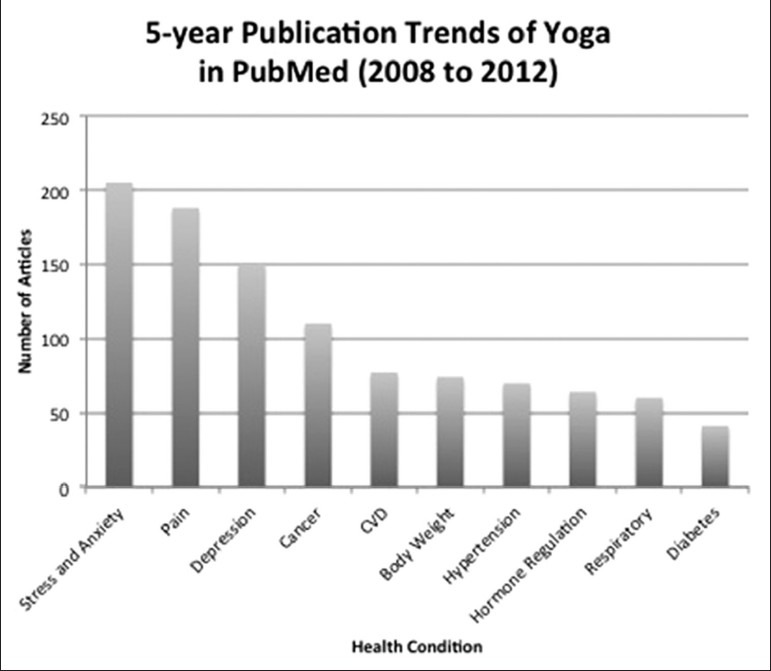 5-year Publication Trends of Yoga
in PubMed (2008 to 2012)
250
200
150
100
50
0
Number of Articles
Stress and Anxiety
Pain
Depression
Cancer
CVD
Body Weight
Hypertension
Hormone Regulation
Respiratory
Diabetes
Health Condition